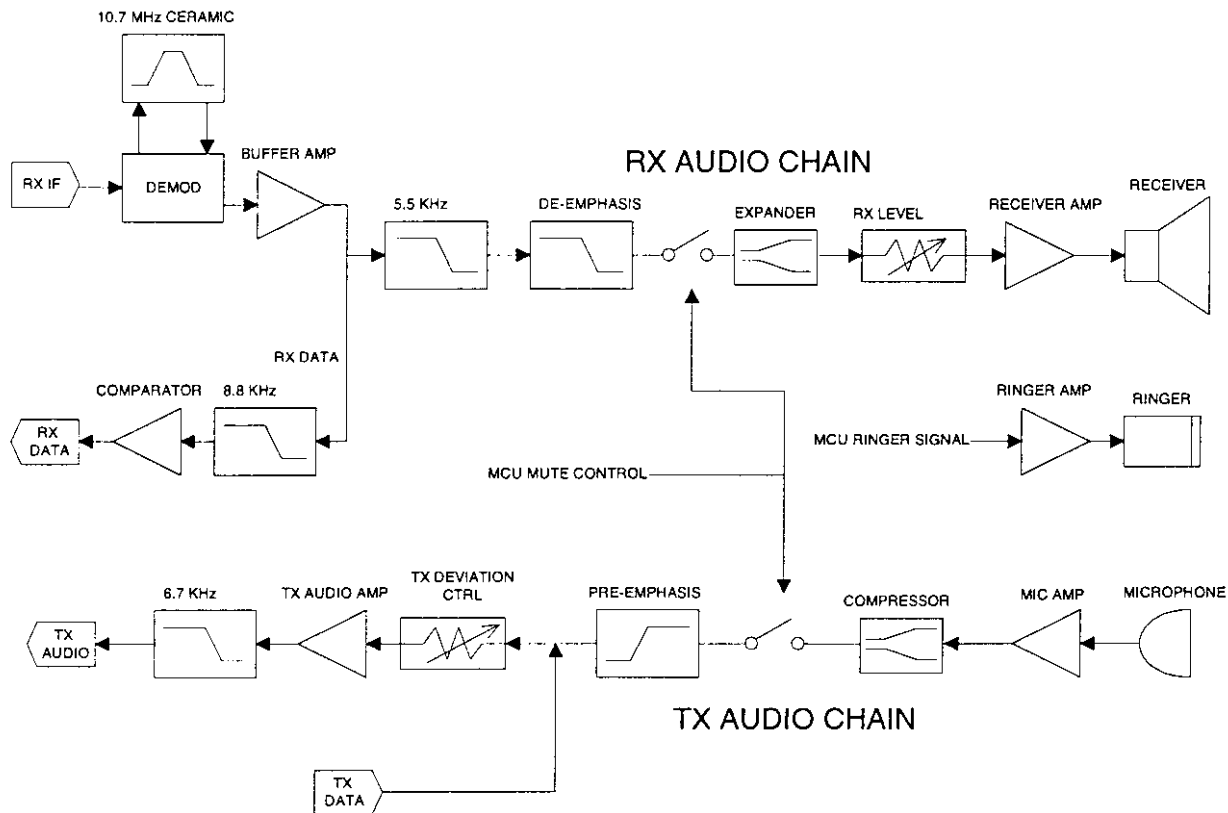 10.7 MHz CERAMIC
BUFFER AMP
RX IF
DEMOD
RX AUDIO CHAIN
5.5 KHz
DE-EMPHASIS
EXPANDER
RX LEVEL
RECEIVER AMP
RECEIVER
RX DATA
COMPARATOR
8.8 KHz
RX
DATA
RINGER AMP
RINGER
MCU RINGER SIGNAL
MCU MUTE CONTROL
6.7 KHz
TX AUDIO AMP
TX DEVIATION
CTRL
PRE-EMPHASIS
COMPRESSOR
MIC AMP
MICROPHONE
TX
AUDIO
TX AUDIO CHAIN
TX
DATA